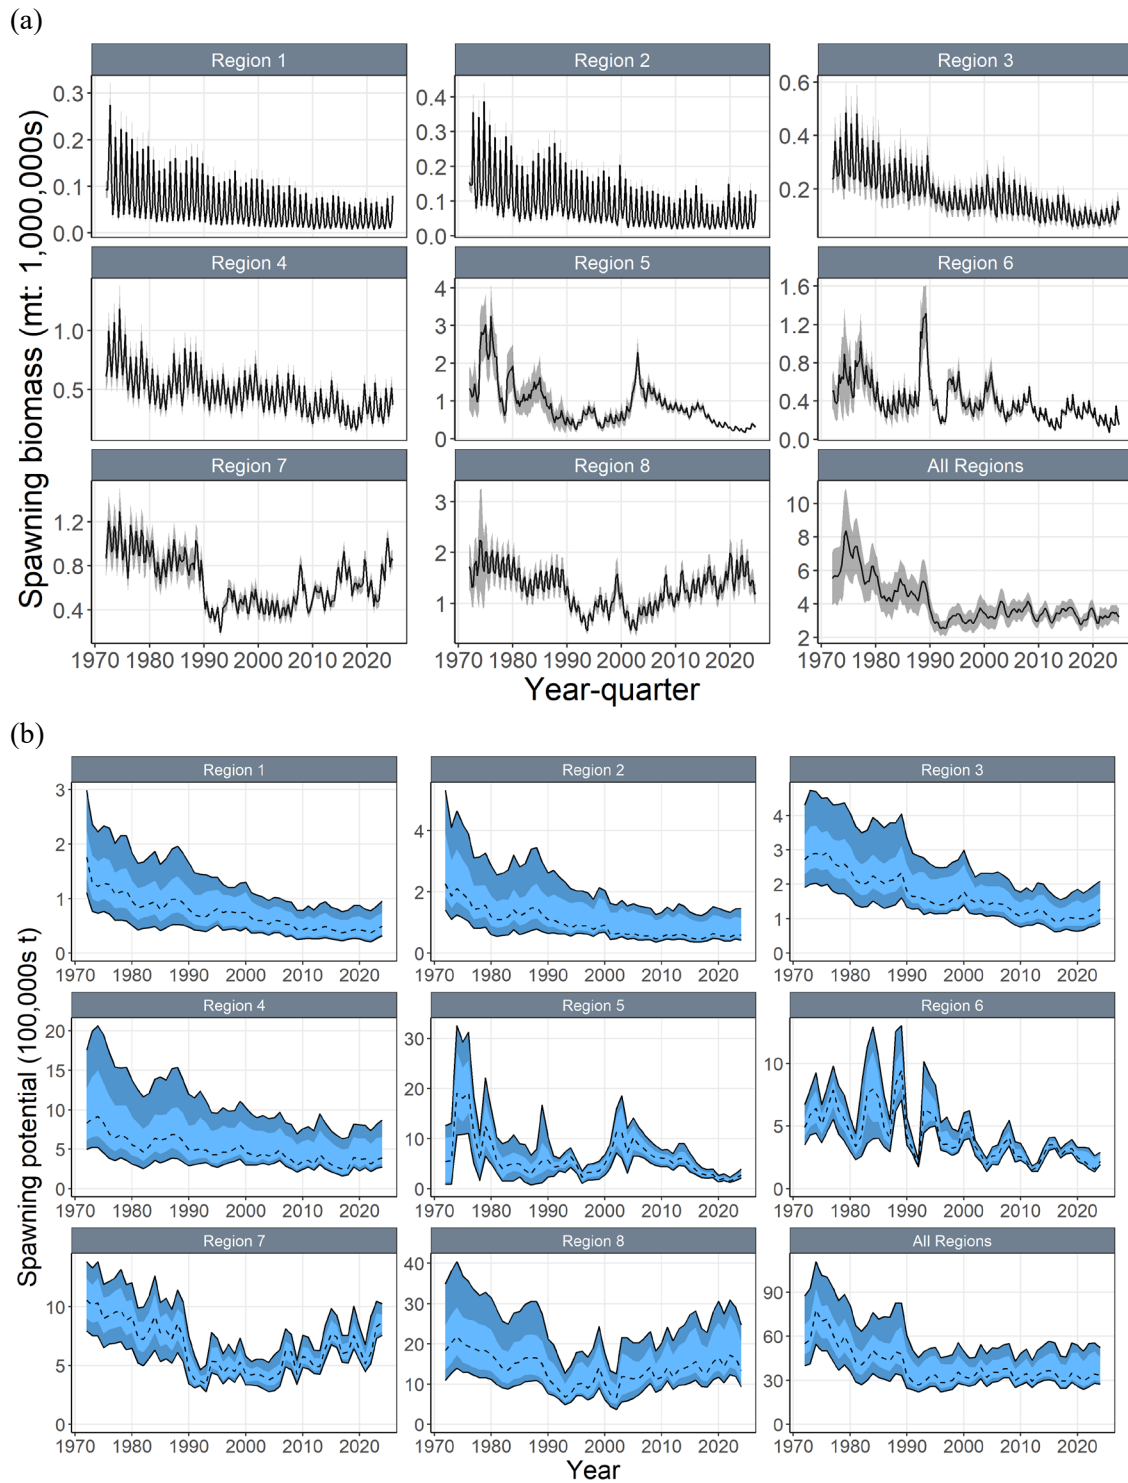 (a)
Spawning biomass (mt: 1,000,000s)
Region 1 Region 2 Region 3
0.3 0.2 0.1 0.0
0.4 0.3 0.2 0.1 0.0
0.6 0.4 0.2
Region 4 Region 5 Region 6
1.0 0.5
4 3 2 1 0
1.6 1.2 0.8 0.4 0.0
Region 7 Region 8 All Regions
1.2 0.8 0.4
3 2 1
10 8 6 4 2
1970 1980 1990 2000 2010 2020 1970 1980 1990 2000 2010 2020 1970 1980 1990 2000 2010 2020
Year-quarter
(b)
Spawning potential (100,000s t)
Region 1 Region 2 Region 3
3 2 1 0
4 2 0
4 3 2 1 0
1970 1980 1990 2000 2010 2020 1970 1980 1990 2000 2010 2020 1970 1980 1990 2000 2010 2020
Region 4 Region 5 Region 6
20 15 10 5 0
30 20 10 0
10 5 0
1970 1980 1990 2000 2010 2020 1970 1980 1990 2000 2010 2020 1970 1980 1990 2000 2010 2020
Region 7 Region 8 All Regions
10 5 0
40 30 20 10 0
90 60 30 0
1970 1980 1990 2000 2010 2020 1970 1980 1990 2000 2010 2020 1970 1980 1990 2000 2010 2020
Year